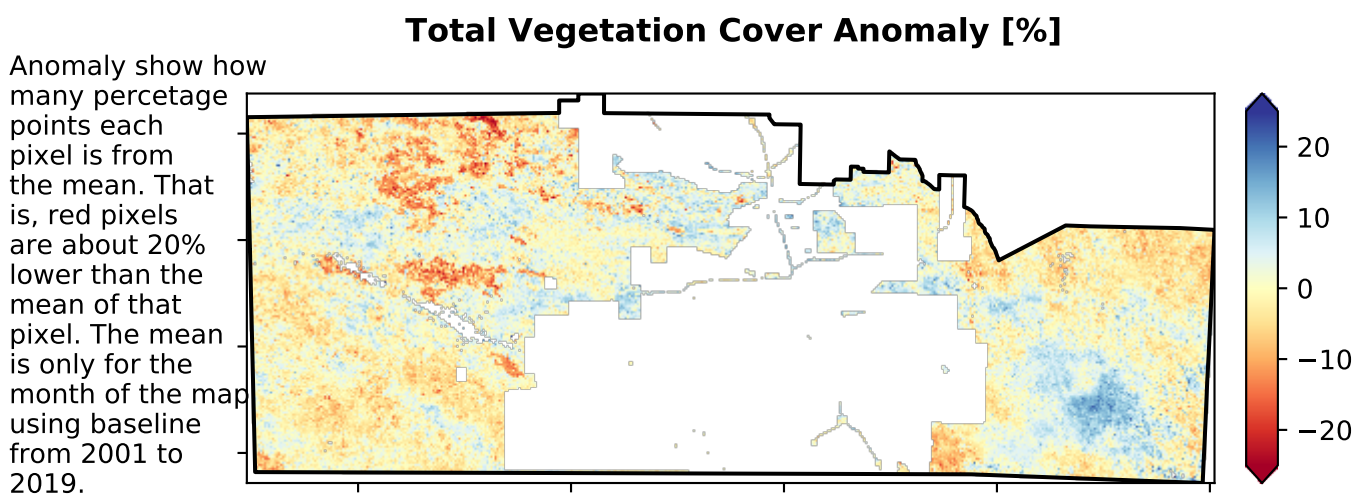 Total Vegetation Cover Anomaly [%]
Anomaly show how
many percetage
points each
pixel is from
the mean. That
is, red pixels
are about 20%
lower than the
mean of that
pixel. The mean
is only for the
month of the map
using baseline
from 2001 to
2019.
20
10
0
−10
−20